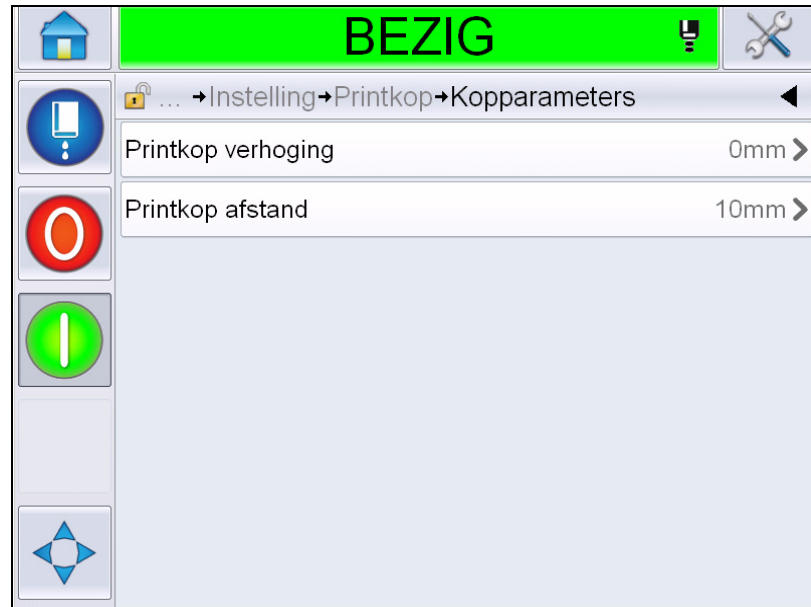 BEZIG
... →Instelling→Printkop→Kopparameters
Printkop verhoging 0mm
Printkop afstand 10mm